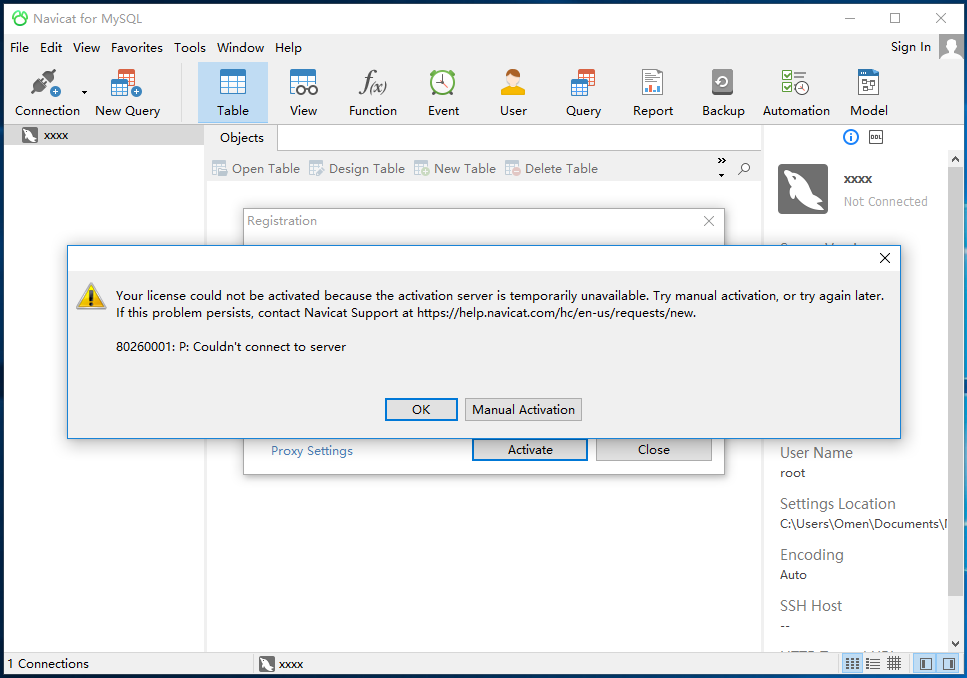 Navicat for MySQL
File Edit View Favorites Tools Window Help
Sign In
Connection New Query Table View Function Event User Query Report Backup Automation Model
xxxx
Objects
DDL
Open Table Design Table New Table Delete Table
xxxx
Not Connected
Registration
Your license could not be activated because the activation server is temporarily unavailable. Try manual activation, or try again later.
If this problem persists, contact Navicat Support at https://help.navicat.com/hc/en-us/requests/new.
80260001: P: Couldn't connect to server
OK Manual Activation
Proxy Settings
Activate Close
User Name
root
Settings Location
C:\Users\Omen\Documents\
Encoding
Auto
SSH Host
--
1 Connections
xxxx